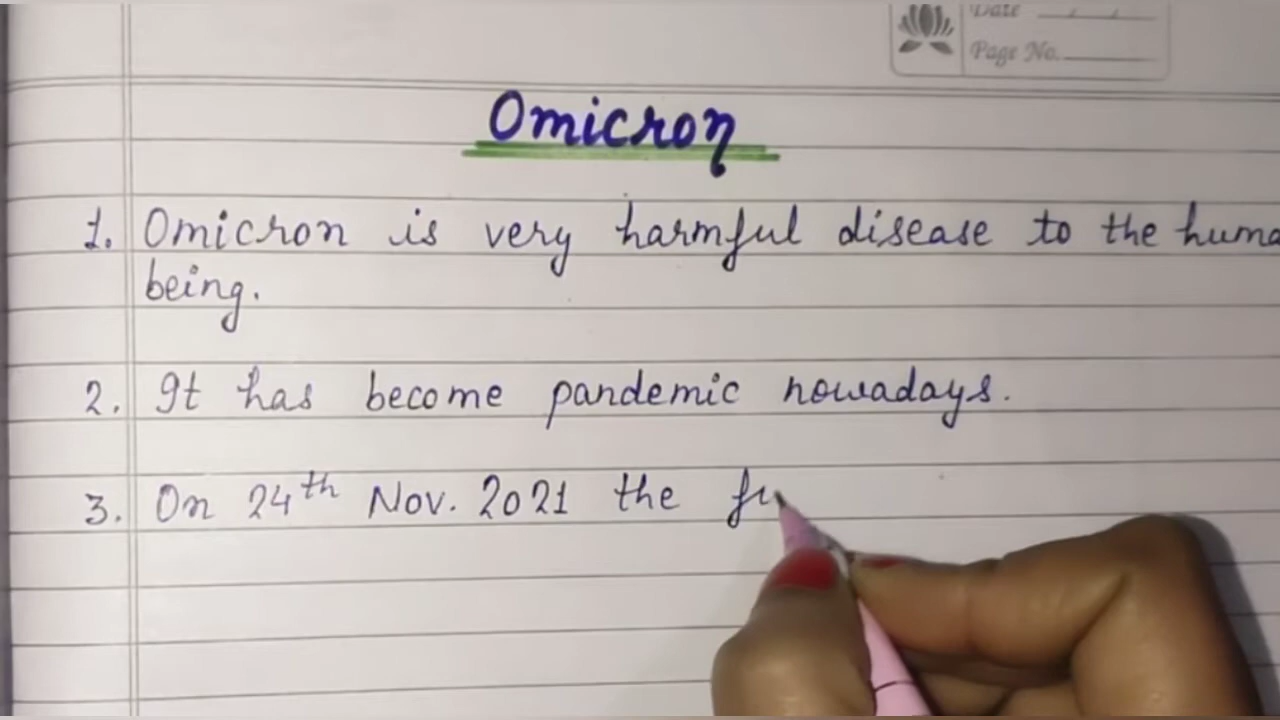 Date
Page No.
Omicron
1. Omicron is very harmful disease to the huma
being.
2. It has become pandemic nowadays.
3. On 24th Nov. 2021 the